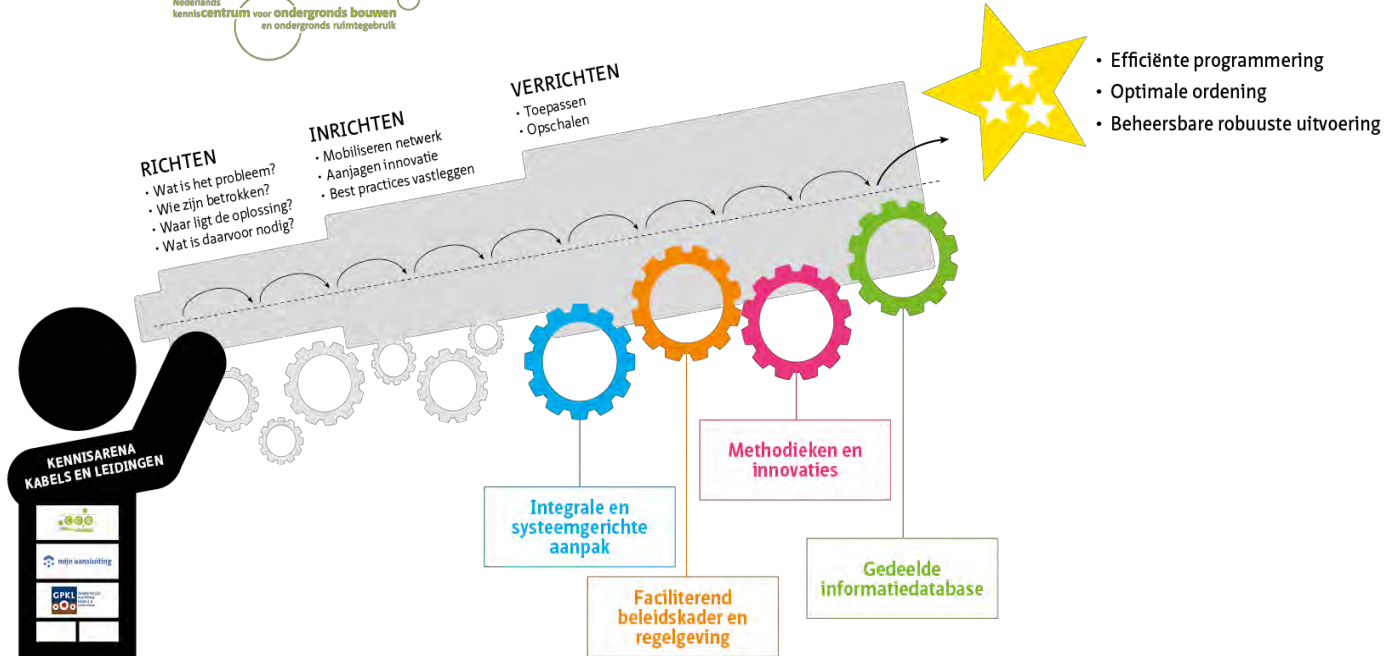 Nederlands
kenniscentrum voor ondergronds bouwen
en ondergronds ruimtegebruik
RICHTEN
• Wat is het probleem?
• Wie zijn betrokken?
• Waar ligt de oplossing?
• Wat is daarvoor nodig?
INRICHTEN
• Mobiliseren netwerk
• Aanjagen innovatie
• Best practices vastleggen
VERRICHTEN
• Toepassen
• Opschalen
• Efficiënte programmering
• Optimale ordening
• Beheersbare robuuste uitvoering
KENNISARENA
KABELS EN LEIDINGEN
mijn aansluiting
GPKL
Integrale en
systeemgerichte
aanpak
Faciliterend
beleidskader en
regelgeving
Methodieken en
innovaties
Gedeelde
informatiedatabase